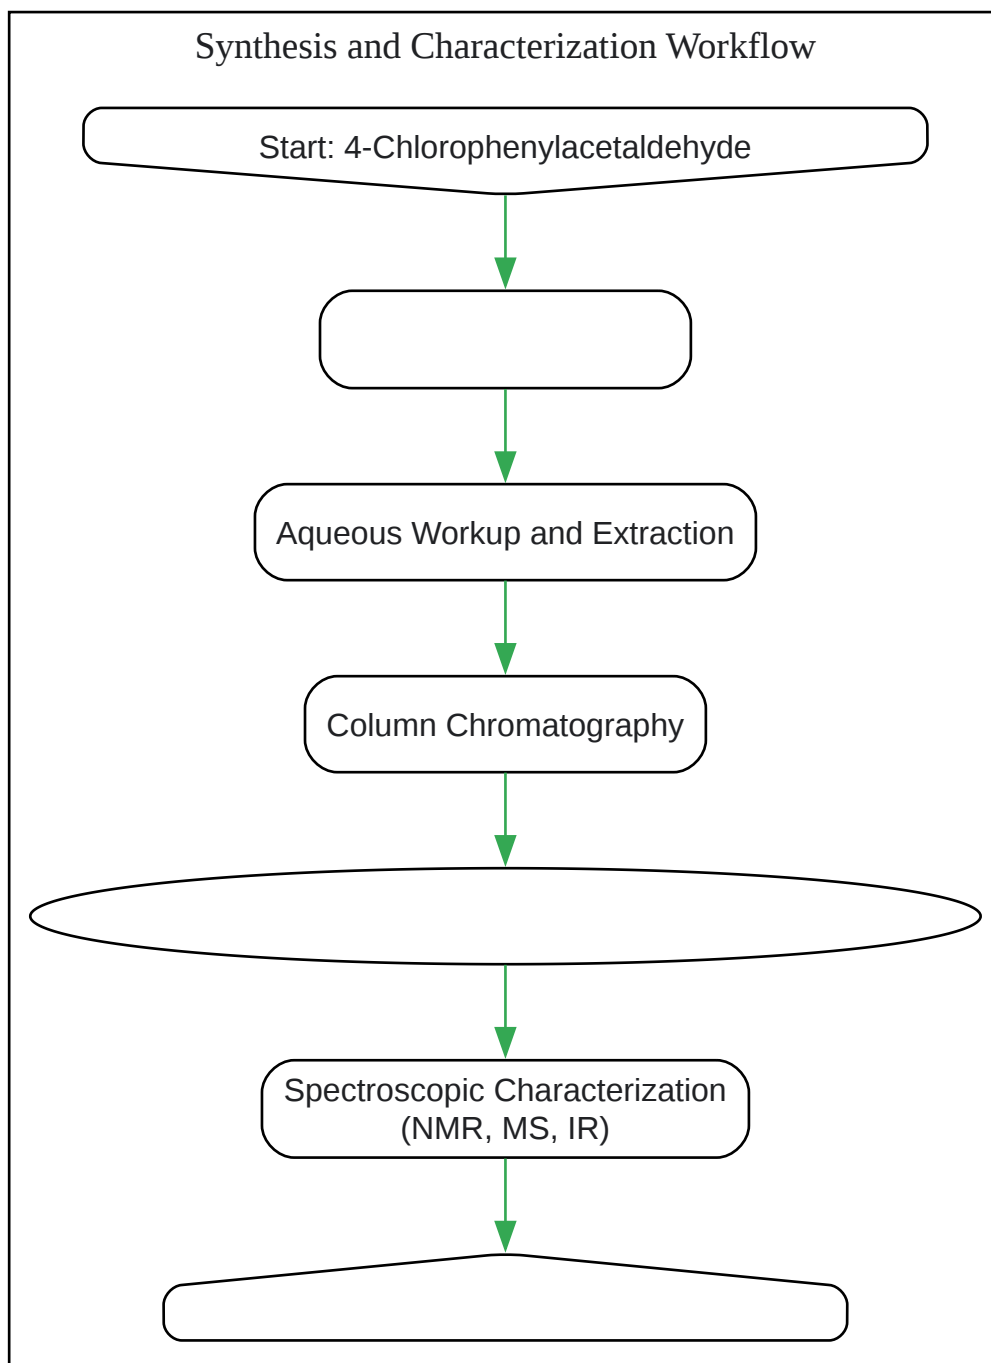 Synthesis and Characterization Workflow
Start: 4-Chlorophenylacetaldehyde
Aqueous Workup and Extraction
Column Chromatography
Spectroscopic Characterization
(NMR, MS, IR)